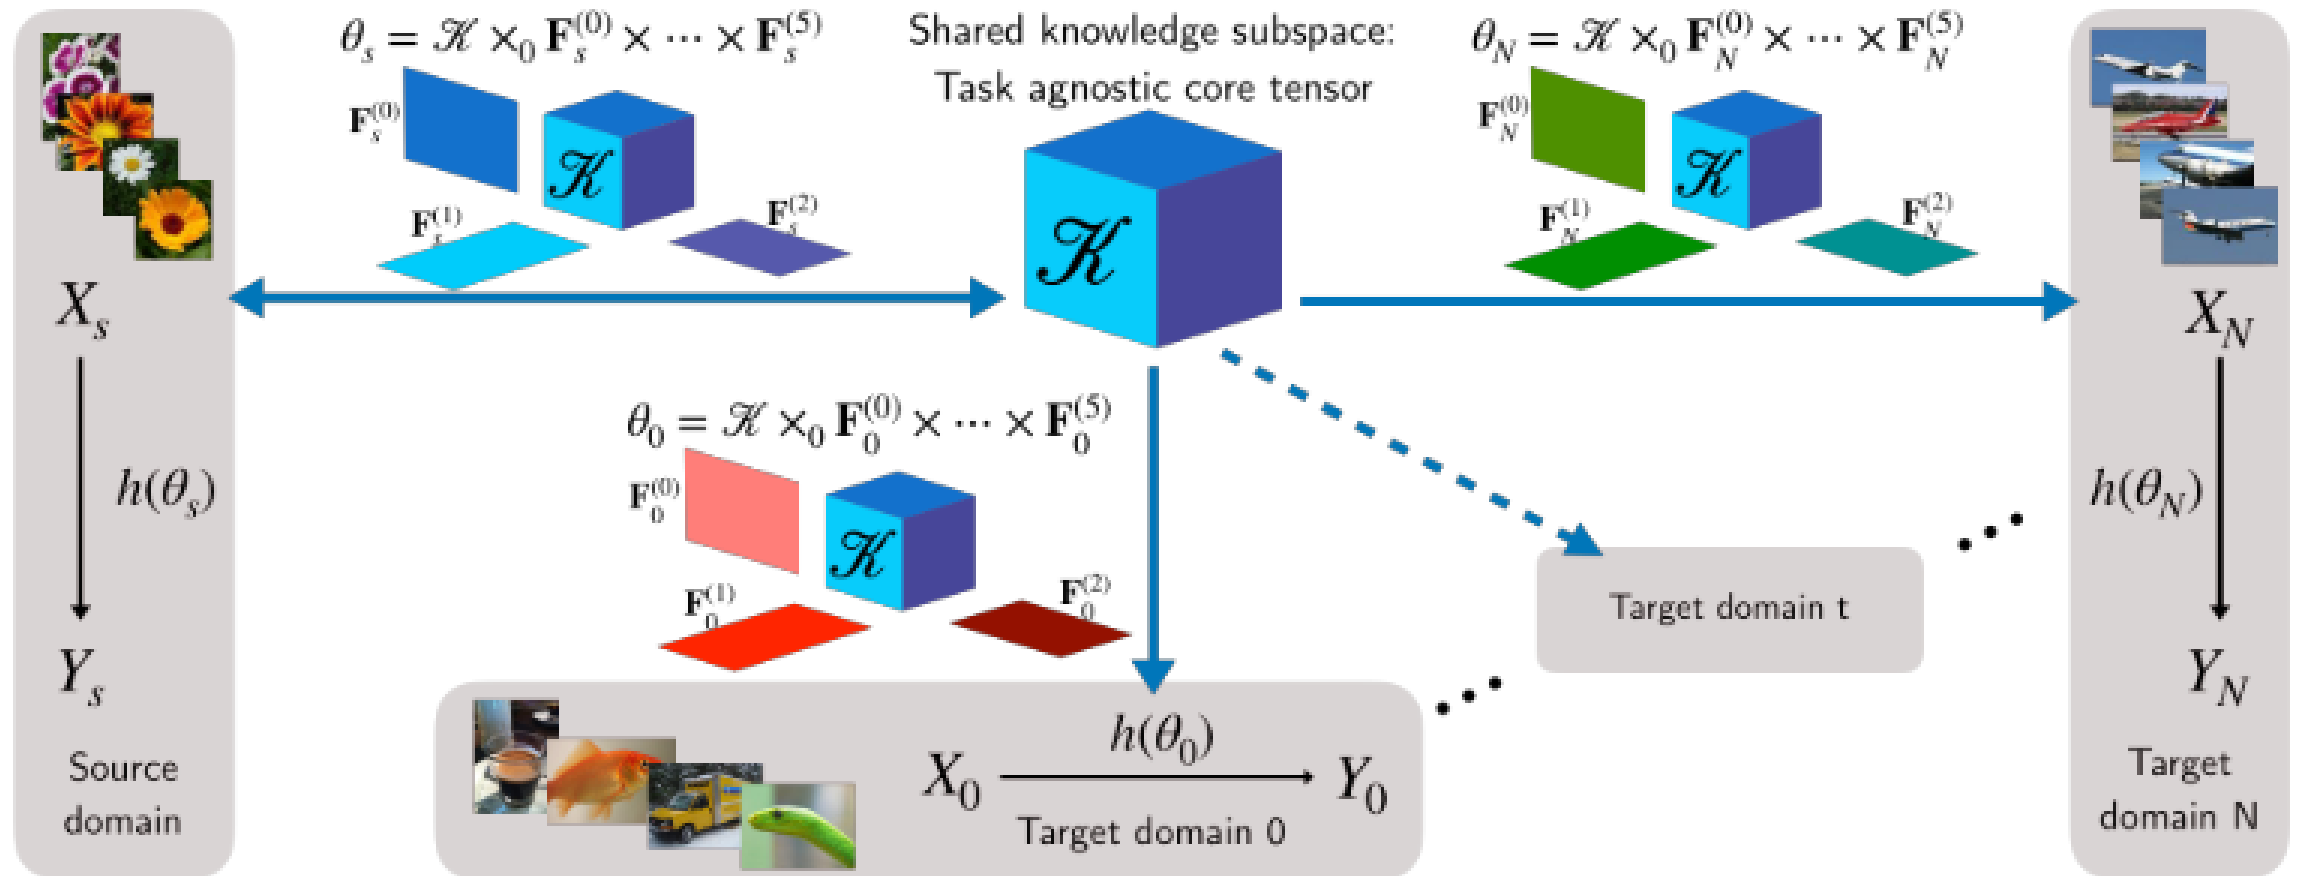 θ_s = 𝒦 ×₀ F_s^(0) × ⋯ × F_s^(5)
Shared knowledge subspace:
Task agnostic core tensor
θ_N = 𝒦 ×₀ F_N^(0) × ⋯ × F_N^(5)
F_s^(0)
𝒦
F_s^(1)
F_s^(2)
𝒦
F_N^(0)
𝒦
F_N^(1)
F_N^(2)
X_s
h(θ_s)
Y_s
Source
domain
θ_0 = 𝒦 ×₀ F_0^(0) × ⋯ × F_0^(5)
F_0^(0)
𝒦
F_0^(1)
F_0^(2)
X_0
h(θ_0)
Y_0
Target domain 0
Target domain t
X_N
h(θ_N)
Y_N
Target
domain N